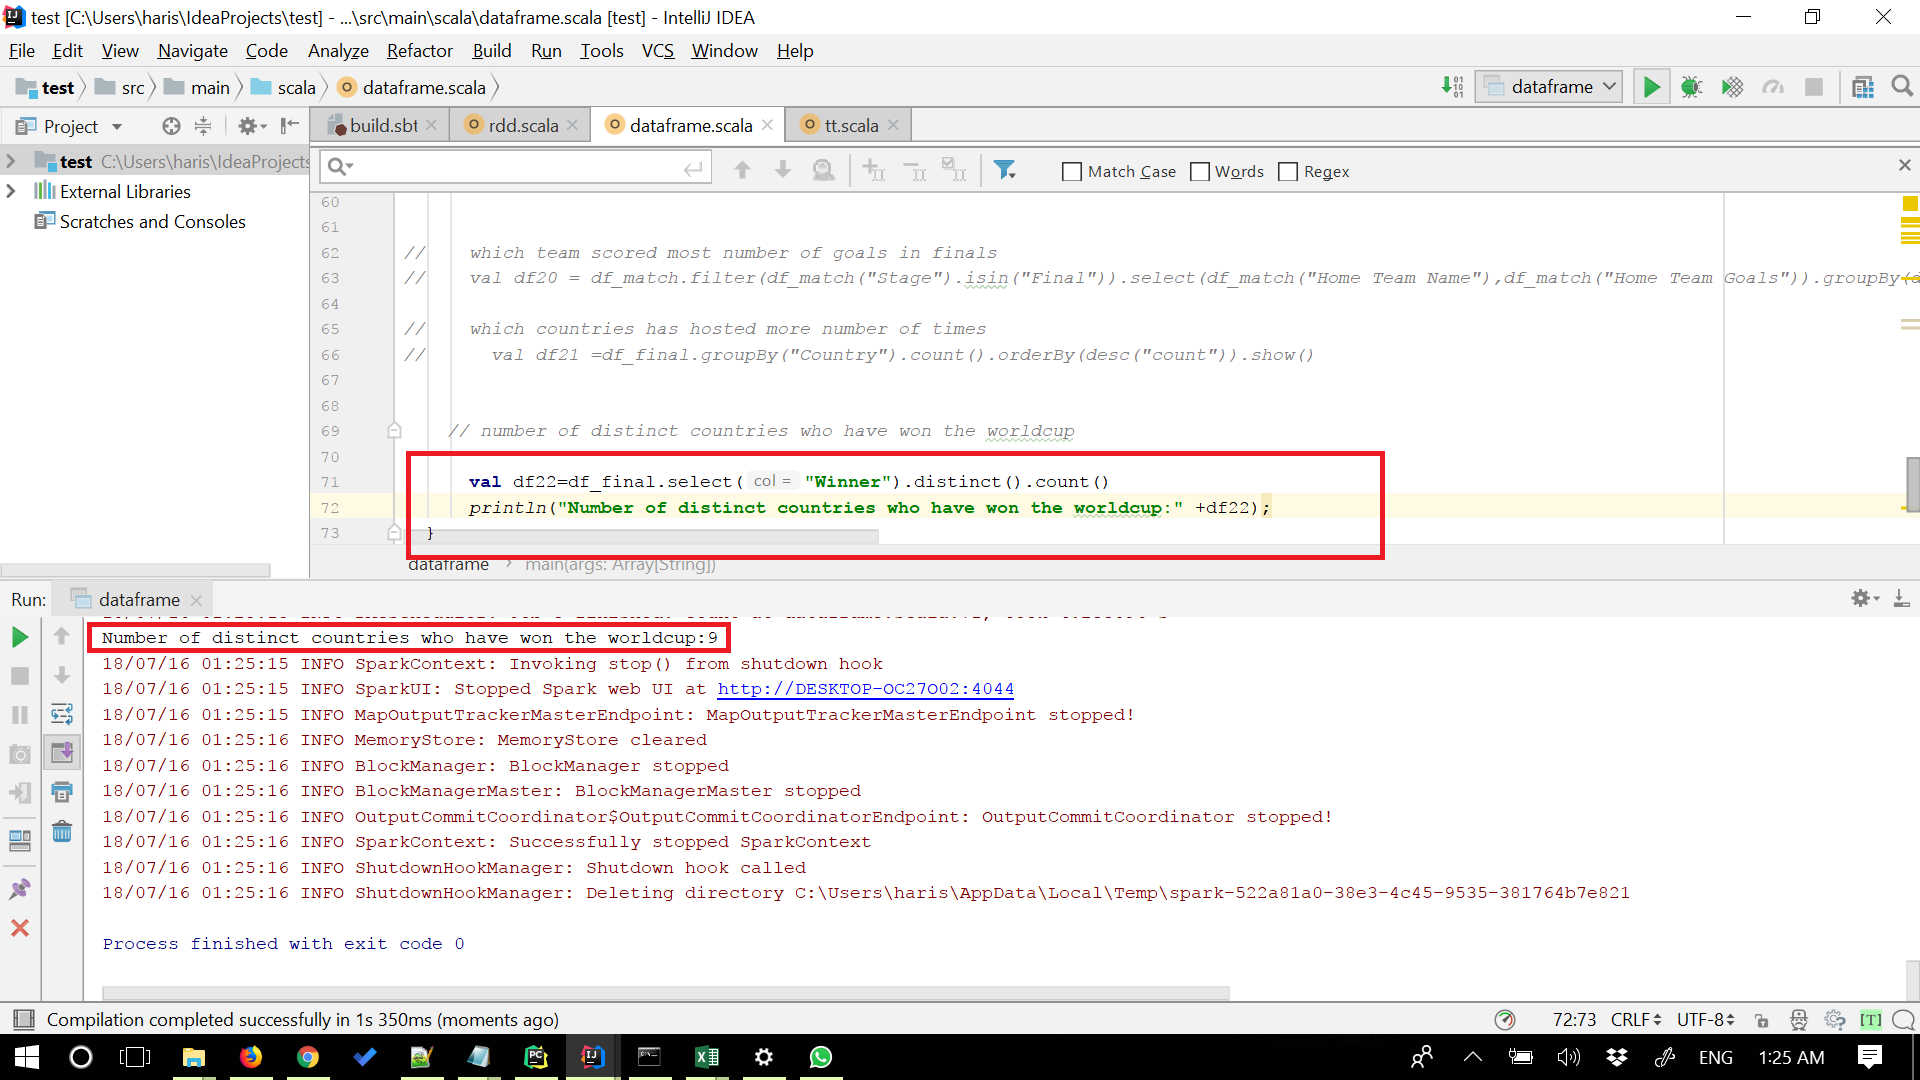 test [C:\Users\haris\IdeaProjects\test] - ...\src\main\scala\dataframe.scala [test] - IntelliJ IDEA
File Edit View Navigate Code Analyze Refactor Build Run Tools VCS Window Help
test src main scala dataframe.scala
dataframe
Project
build.sbt rdd.scala dataframe.scala tt.scala
test C:\Users\haris\IdeaProjects
External Libraries
Scratches and Consoles
Match Case Words Regex
60
61
62 // which team scored most number of goals in finals
63 // val df20 = df_match.filter(df_match("Stage").isin("Final")).select(df_match("Home Team Name"),df_match("Home Team Goals")).groupBy(d
64
65 // which countries has hosted more number of times
66 // val df21 =df_final.groupBy("Country").count().orderBy(desc("count")).show()
67
68
69 // number of distinct countries who have won the worldcup
70
71 val df22=df_final.select( col = "Winner").distinct().count()
72 println("Number of distinct countries who have won the worldcup:" +df22);
73 }
dataframe main(args: Array[String])
Run: dataframe
Number of distinct countries who have won the worldcup:9
18/07/16 01:25:15 INFO SparkContext: Invoking stop() from shutdown hook
18/07/16 01:25:15 INFO SparkUI: Stopped Spark web UI at http://DESKTOP-OC27O02:4044
18/07/16 01:25:15 INFO MapOutputTrackerMasterEndpoint: MapOutputTrackerMasterEndpoint stopped!
18/07/16 01:25:16 INFO MemoryStore: MemoryStore cleared
18/07/16 01:25:16 INFO BlockManager: BlockManager stopped
18/07/16 01:25:16 INFO BlockManagerMaster: BlockManagerMaster stopped
18/07/16 01:25:16 INFO OutputCommitCoordinator$OutputCommitCoordinatorEndpoint: OutputCommitCoordinator stopped!
18/07/16 01:25:16 INFO SparkContext: Successfully stopped SparkContext
18/07/16 01:25:16 INFO ShutdownHookManager: Shutdown hook called
18/07/16 01:25:16 INFO ShutdownHookManager: Deleting directory C:\Users\haris\AppData\Local\Temp\spark-522a81a0-38e3-4c45-9535-381764b7e821
Process finished with exit code 0
Compilation completed successfully in 1s 350ms (moments ago)
72:73 CRLF UTF-8 [T]
ENG 1:25 AM